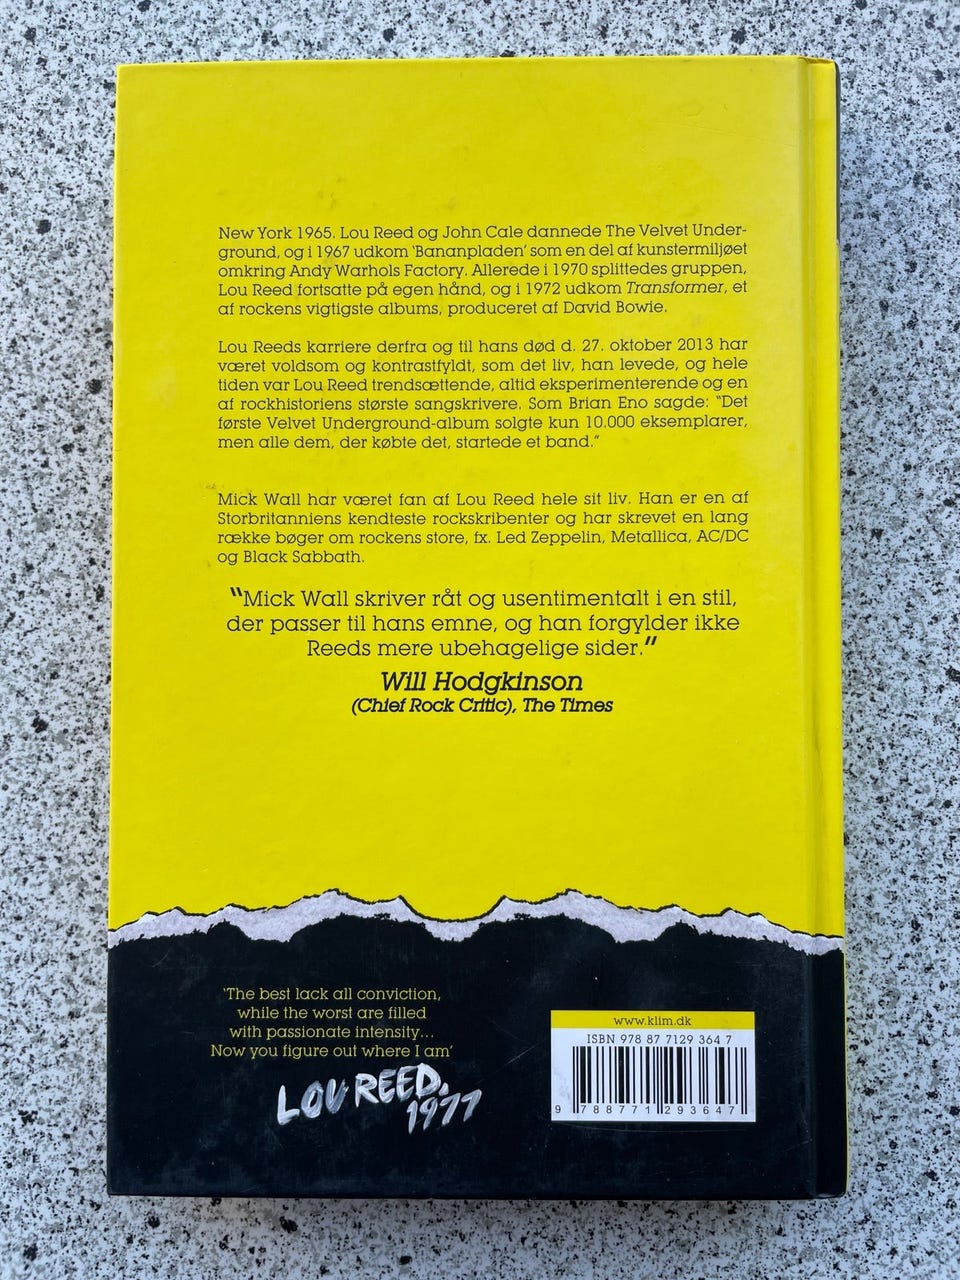 New York 1965. Lou Reed og John Cale dannede The Velvet Under-
ground, og i 1967 udkom 'Bananpladen' som en del af kunstermiljøet
omkring Andy Warhols Factory. Allerede i 1970 splittedes gruppen,
Lou Reed fortsatte på egen hånd, og i 1972 udkom Transformer, et
af rockens vigtigste albums, produceret af David Bowie.
Lou Reeds karriere derfra og til hans død d. 27. oktober 2013 har
været voldsom og kontrastfyldt, som det liv, han levede, og hele
tiden var Lou Reed trendsættende, altid eksperimenterende og en
af rockhistoriens største sangskrivere. Som Brian Eno sagde: "Det
første Velvet Underground-album solgte kun 10.000 eksemplarer,
men alle dem, der købte det, startede et band."
Mick Wall har været fan af Lou Reed hele sit liv. Han er en af
Storbritanniens kendteste rockskribenter og har skrevet en lang
række bøger om rockens store, fx. Led Zeppelin, Metallica, AC/DC
og Black Sabbath.
"Mick Wall skriver råt og usentimentalt i en stil,
der passer til hans emne, og han forgylder ikke
Reeds mere ubehagelige sider."
Will Hodgkinson
(Chief Rock Critic), The Times
'The best lack all conviction,
while the worst are filled
with passionate intensity...
Now you figure out where I am'
LOU REED,
1977
www.klim.dk
ISBN 978 87 7129 364 7
9 788771 293647